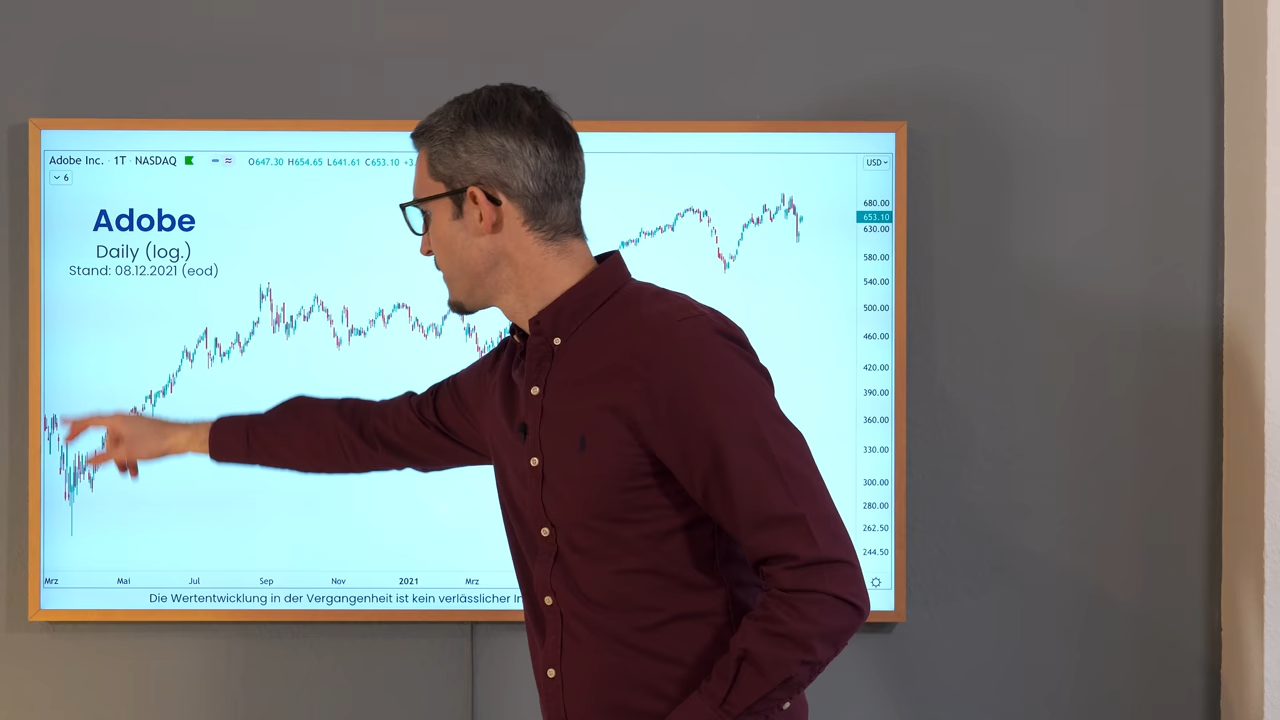 Adobe Inc. · 1T · NASDAQ O647.30 H654.65 L641.61 C653.10 +3. USD
6
Adobe
Daily (log.)
Stand: 08.12.2021 (eod)
680.00
653.10
630.00
580.00
540.00
500.00
460.00
420.00
390.00
360.00
330.00
300.00
280.00
262.50
244.50
Mrz Mai Jul Sep Nov 2021 Mrz
Die Wertentwicklung in der Vergangenheit ist kein verlässlicher